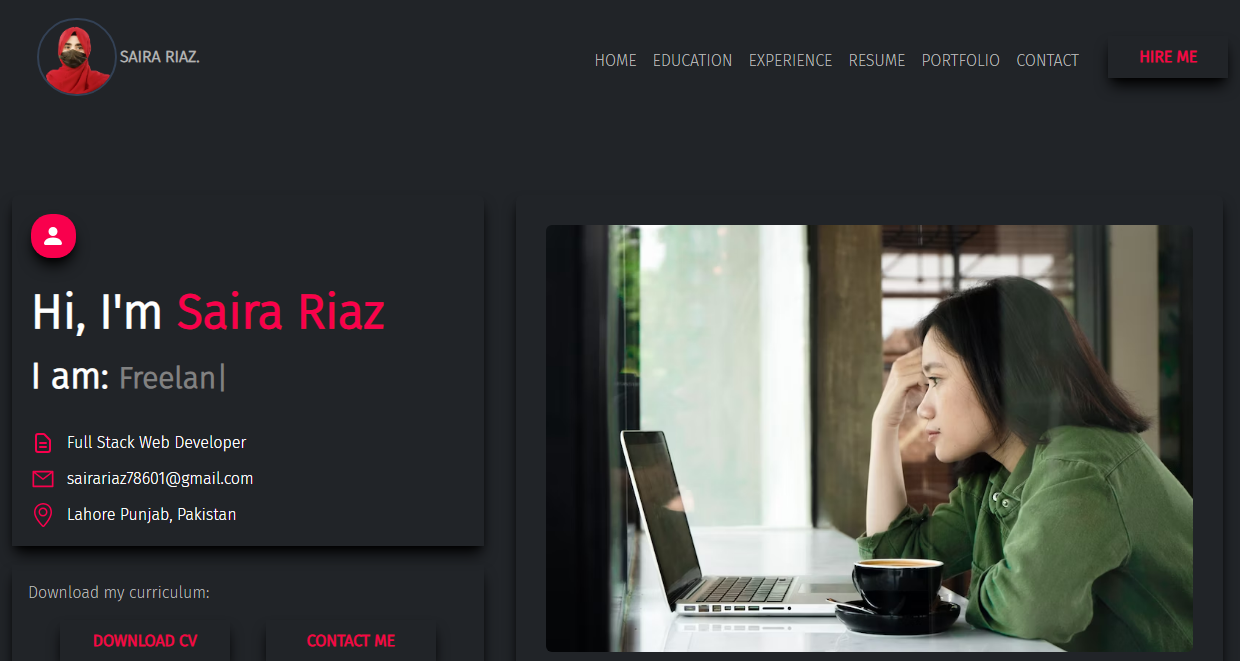 SAIRA RIAZ.
HOME EDUCATION EXPERIENCE RESUME PORTFOLIO CONTACT HIRE ME
Hi, I'm Saira Riaz
I am: Freelan|
Full Stack Web Developer
sairariaz78601@gmail.com
Lahore Punjab, Pakistan
Download my curriculum:
DOWNLOAD CV CONTACT ME